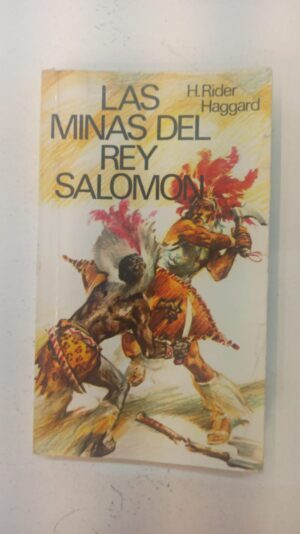 LAS
MINAS DEL
REY
SALOMON
H. Rider
Haggard